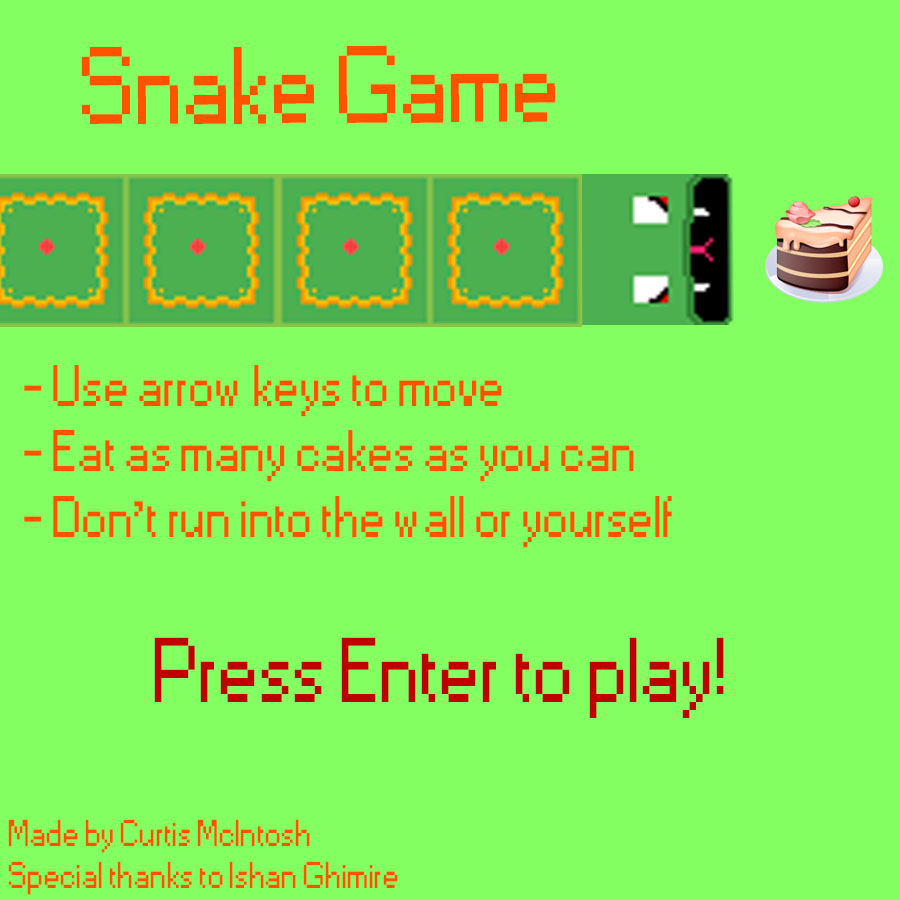 Snake Game
- Use arrow keys to move
- Eat as many cakes as you can
- Don't run into the wall or yourself
Press Enter to play!
Made by Curtis McIntosh
Special thanks to Ishan Ghimire